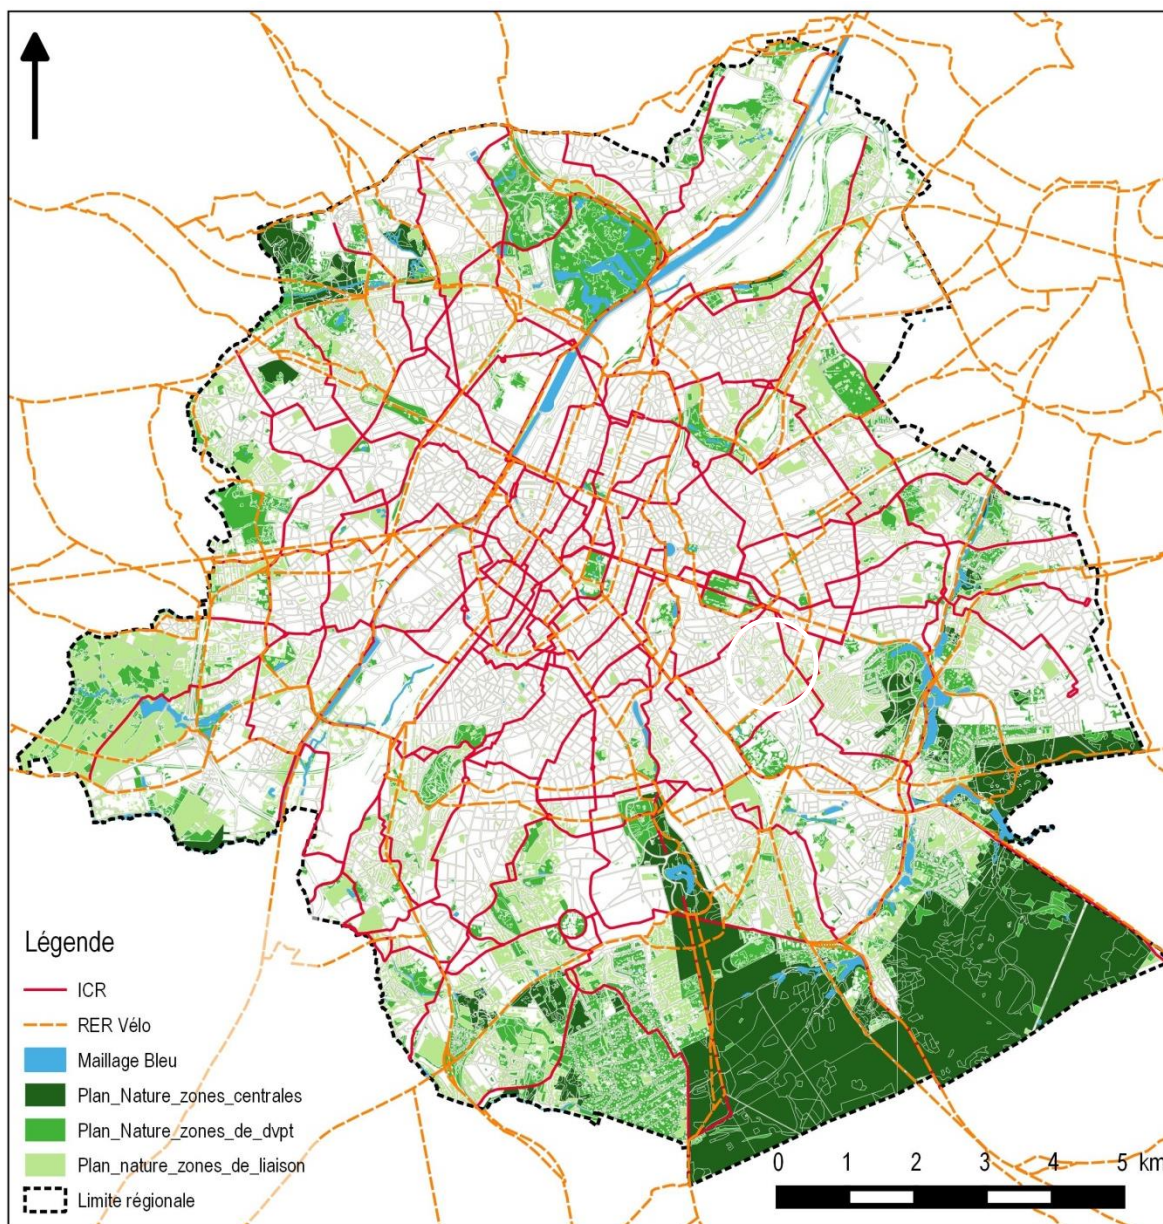 Légende
ICR
RER Vélo
Maillage Bleu
Plan_Nature_zones_centrales
Plan_Nature_zones_de_dvpt
Plan_nature_zones_de_liaison
Limite régionale
0 1 2 3 4 5 km